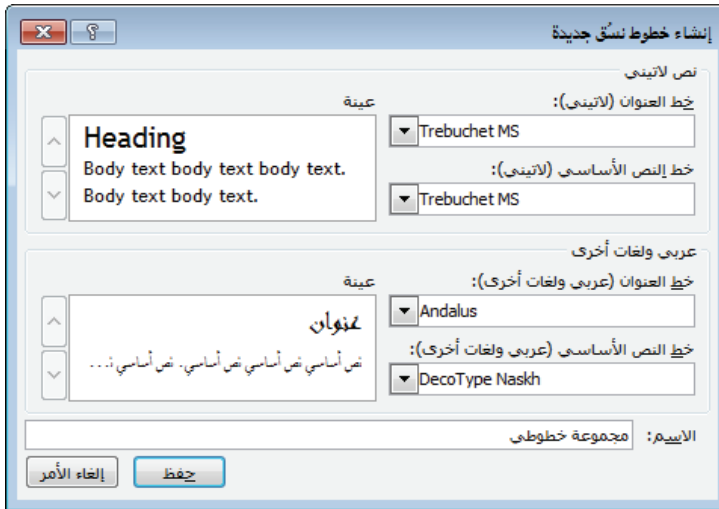 إنشاء خطوط نسُق جديدة
نص لاتيني
خط العنوان (لاتيني):
Trebuchet MS
خط النص الأساسي (لاتيني):
Trebuchet MS
عينة
Heading
Body text body text body text.
Body text body text.
عربي ولغات أخرى
خط العنوان (عربي ولغات أخرى):
Andalus
خط النص الأساسي (عربي ولغات أخرى):
DecoType Naskh
عينة
عنوان
نص أساسي نص أساسي نص أساسي. نص أساسي ن...
الاسم: مجموعة خطوطي
حفظ
إلغاء الأمر